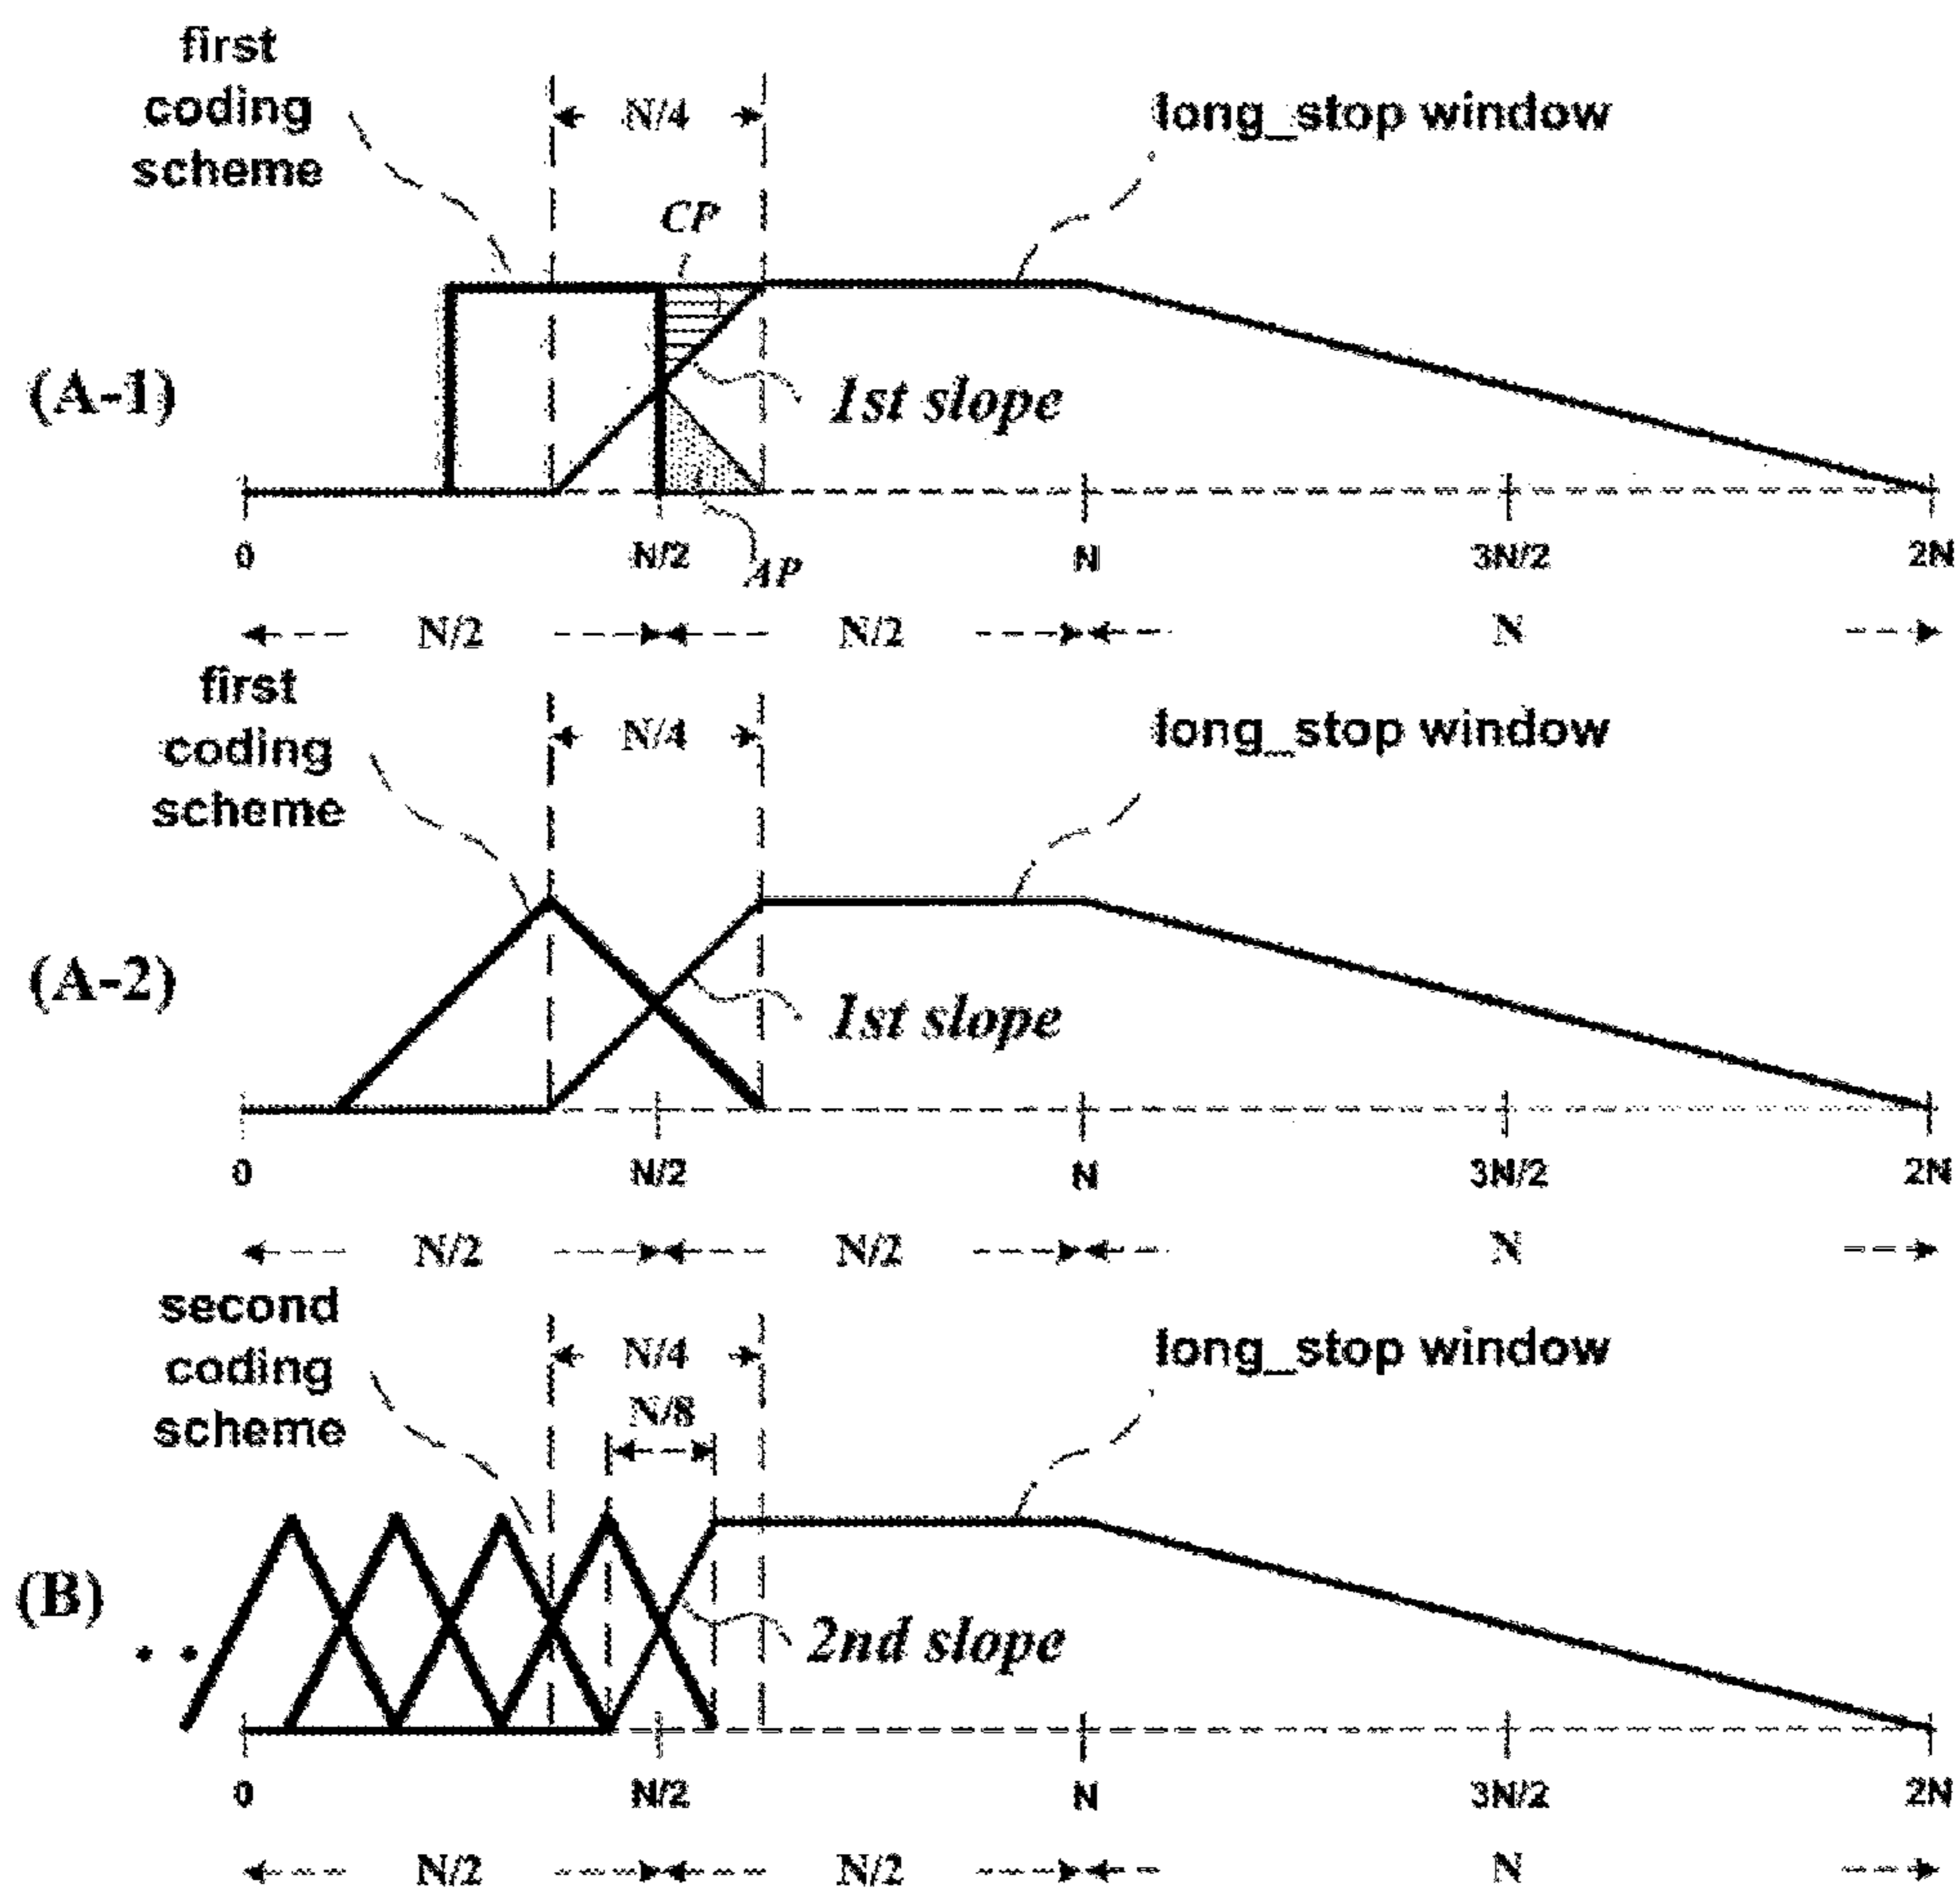 first
coding
scheme
N/4
CP
long_stop window
(A-1)
1st slope
0
N/2
AP
N
3N/2
2N
N/2
N/2
N
first
coding
scheme
N/4
long_stop window
(A-2)
1st slope
0
N/2
N
3N/2
2N
N/2
N/2
N
second
coding
scheme
N/4
N/8
long_stop window
(B)
2nd slope
0
N/2
N
3N/2
2N
N/2
N/2
N